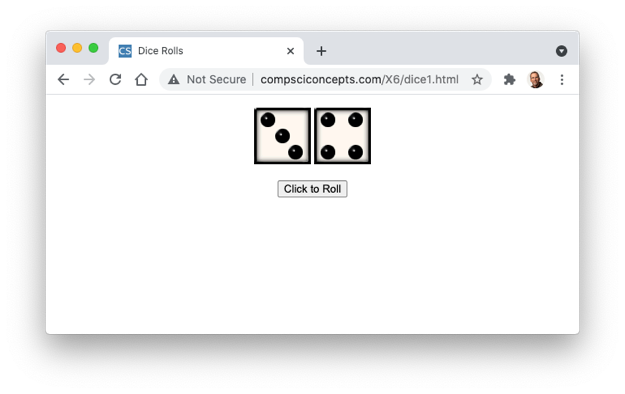 CS Dice Rolls
Not Secure | compsciconcepts.com/X6/dice1.html
Click to Roll